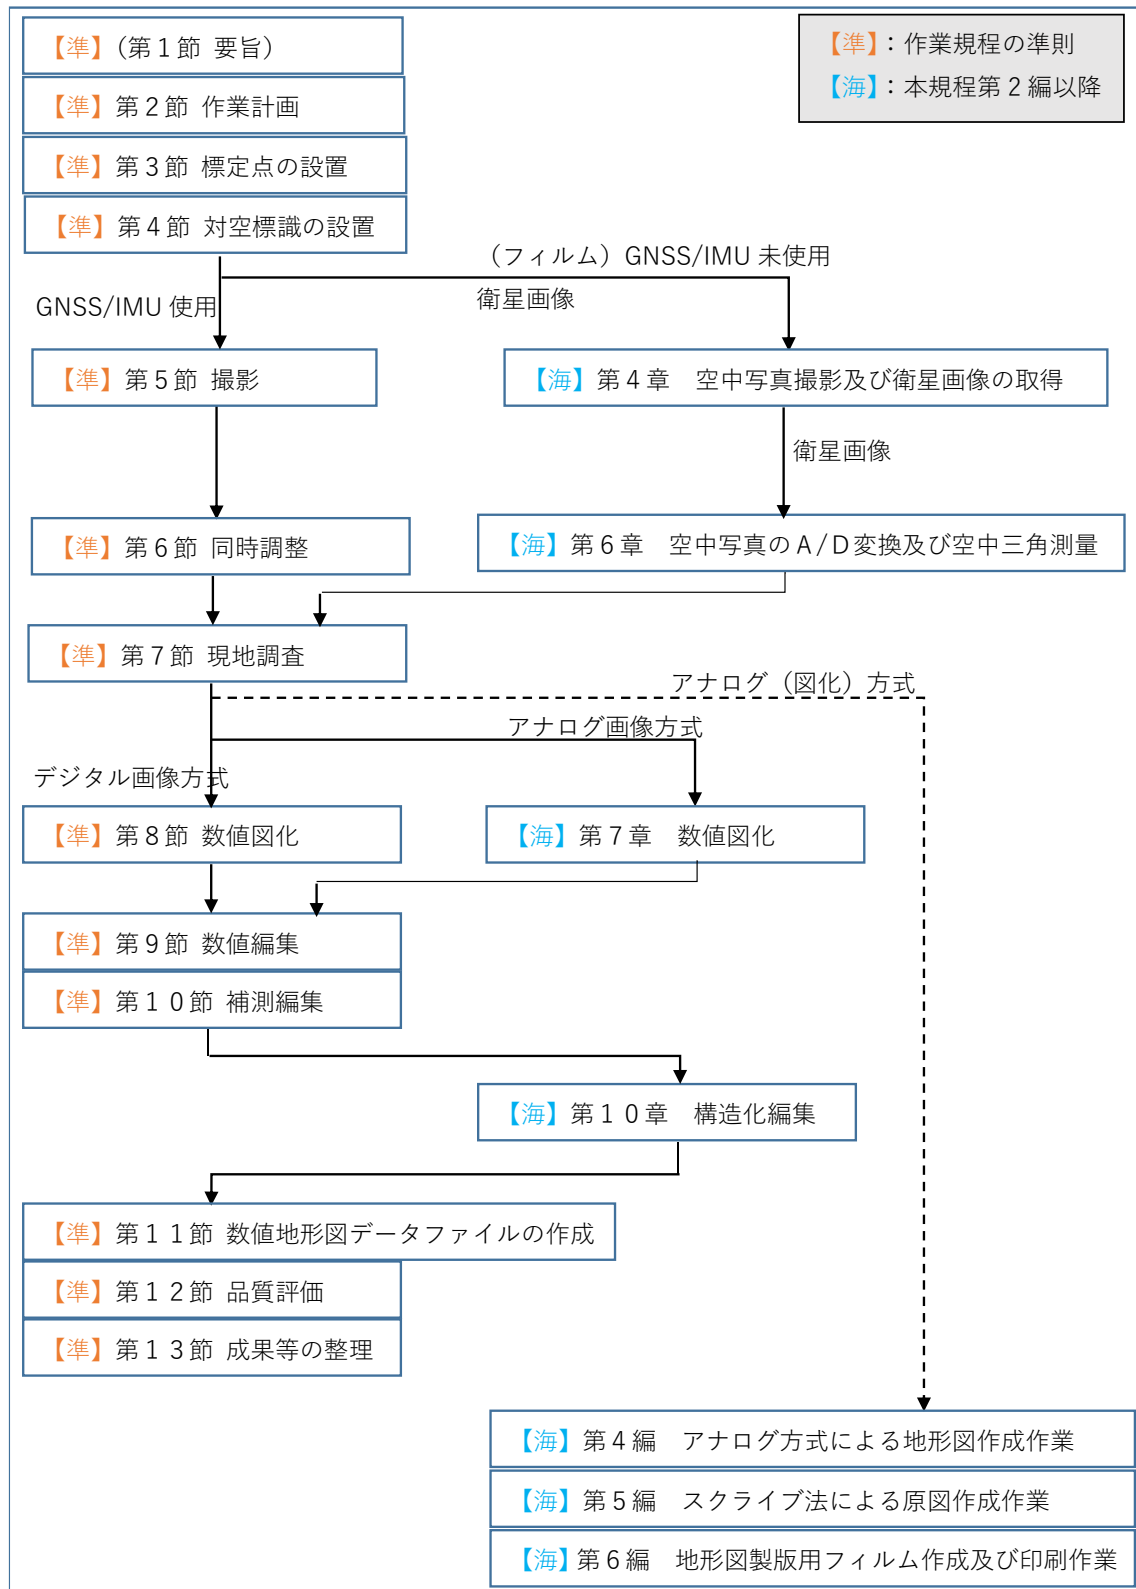 【準】（第１節 要旨）
【準】：作業規程の準則
【海】：本規程第２編以降
【準】第２節 作業計画
【準】第３節 標定点の設置
【準】第４節 対空標識の設置
（フィルム）GNSS/IMU 未使用
GNSS/IMU 使用
衛星画像
【準】第５節 撮影
【海】第４章　空中写真撮影及び衛星画像の取得
衛星画像
【準】第６節 同時調整
【海】第６章　空中写真のＡ/Ｄ変換及び空中三角測量
【準】第７節 現地調査
アナログ（図化）方式
アナログ画像方式
デジタル画像方式
【準】第８節 数値図化
【海】第７章　数値図化
【準】第９節 数値編集
【準】第１０節 補測編集
【海】第１０章　構造化編集
【準】第１１節 数値地形図データファイルの作成
【準】第１２節 品質評価
【準】第１３節 成果等の整理
【海】第４編　アナログ方式による地形図作成作業
【海】第５編　スクライブ法による原図作成作業
【海】第６編　地形図製版用フィルム作成及び印刷作業